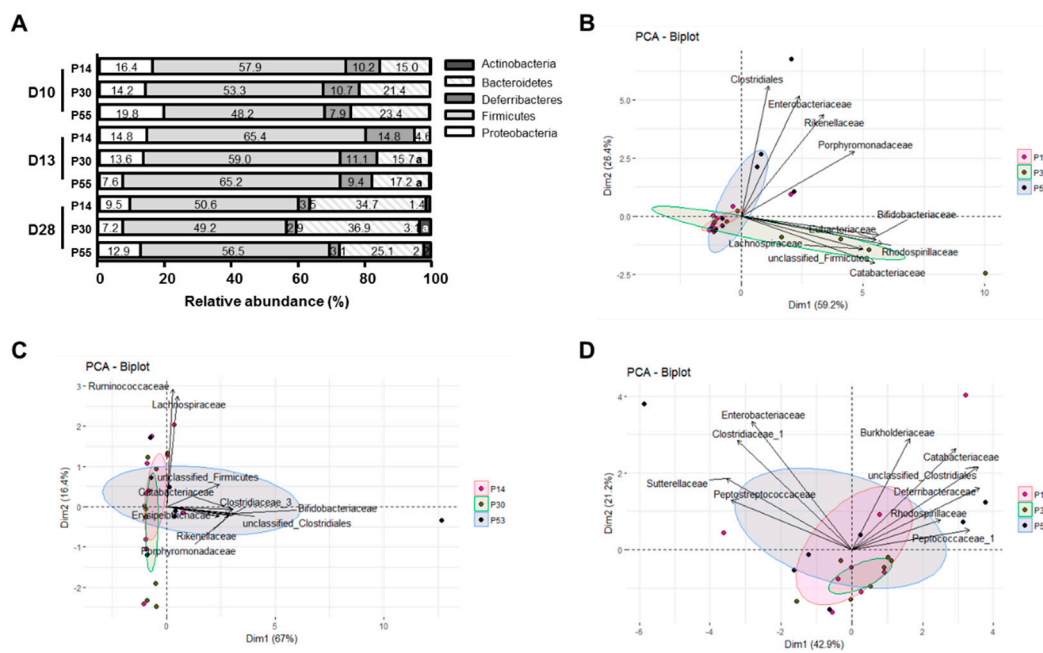 A
P14 16.4 57.9 10.2 15.0
D10 P30 14.2 53.3 10.7 21.4
P55 19.8 48.2 7.9 23.4
P14 14.8 65.4 14.8 4.6
D13 P30 13.6 59.0 11.1 15.7 a
P55 7.6 65.2 9.4 17.2 a
P14 9.5 50.6 3.5 34.7 1.4
D28 P30 7.2 49.2 2.9 36.9 3.1
P55 12.9 56.5 3.1 25.1 2
0 20 40 60 80 100
Relative abundance (%)
Actinobacteria
Bacteroidetes
Deferribacteres
Firmicutes
Proteobacteria
B
PCA - Biplot
Clostridiales
Enterobacteriaceae
Rikenellaceae
Porphyromonadaceae
Bifidobacteriaceae
Eubacteriaceae
Lachnospiraceae
Rhodospirillaceae
unclassified_Firmicutes
Catabacteriaceae
5.0
2.5
0.0
-2.5
Dim2 (26.4%)
0 5 10
Dim1 (59.2%)
P1
P3
P5
C
PCA - Biplot
Ruminococcaceae
Lachnospiraceae
unclassified_Firmicutes
Catabacteriaceae
Clostridiaceae_3
Bifidobacteriaceae
Erysipelotrichaceae
unclassified_Clostridiales
Rikenellaceae
Porphyromonadaceae
3
2
1
0
-1
-2
Dim2 (16.4%)
0 5 10
Dim1 (67%)
P14
P30
P53
D
PCA - Biplot
Enterobacteriaceae
Clostridiaceae_1
Burkholderiaceae
Catabacteriaceae
unclassified_Clostridiales
Sutterellaceae
Deferribacteraceae
Peptostreptococcaceae
Rhodospirillaceae
Peptococcaceae_1
4
2
0
Dim2 (21.2%)
-6 -4 -2 0 2 4
Dim1 (42.9%)
P1
P3
P5